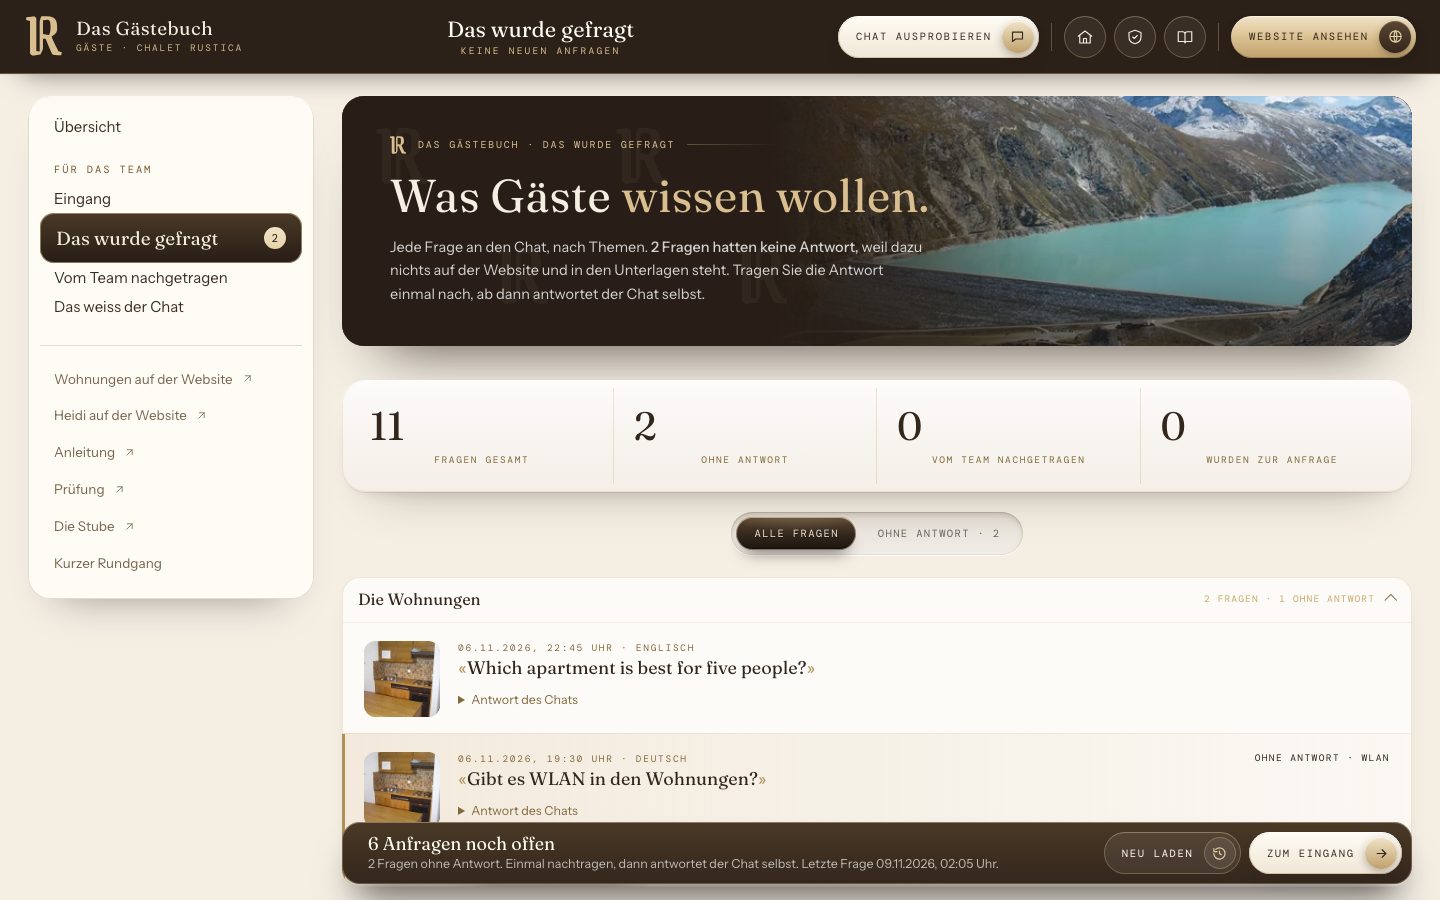 Das Gästebuch
GÄSTE · CHALET RUSTICA
Das wurde gefragt
KEINE NEUEN ANFRAGEN
CHAT AUSPROBIEREN
WEBSITE ANSEHEN
Übersicht
FÜR DAS TEAM
Eingang
Das wurde gefragt 2
Vom Team nachgetragen
Das weiss der Chat
Wohnungen auf der Website
Heidi auf der Website
Anleitung
Prüfung
Die Stube
Kurzer Rundgang
DAS GÄSTEBUCH · DAS WURDE GEFRAGT
Was Gäste wissen wollen.
Jede Frage an den Chat, nach Themen. 2 Fragen hatten keine Antwort, weil dazu
nichts auf der Website und in den Unterlagen steht. Tragen Sie die Antwort
einmal nach, ab dann antwortet der Chat selbst.
11
FRAGEN GESAMT
2
OHNE ANTWORT
0
VOM TEAM NACHGETRAGEN
0
WURDEN ZUR ANFRAGE
ALLE FRAGEN
OHNE ANTWORT · 2
Die Wohnungen
2 FRAGEN · 1 OHNE ANTWORT
06.11.2026, 22:45 UHR · ENGLISCH
«Which apartment is best for five people?»
Antwort des Chats
06.11.2026, 19:30 UHR · DEUTSCH
OHNE ANTWORT · WLAN
«Gibt es WLAN in den Wohnungen?»
Antwort des Chats
6 Anfragen noch offen
2 Fragen ohne Antwort. Einmal nachtragen, dann antwortet der Chat selbst. Letzte Frage 09.11.2026, 02:05 Uhr.
NEU LADEN
ZUM EINGANG